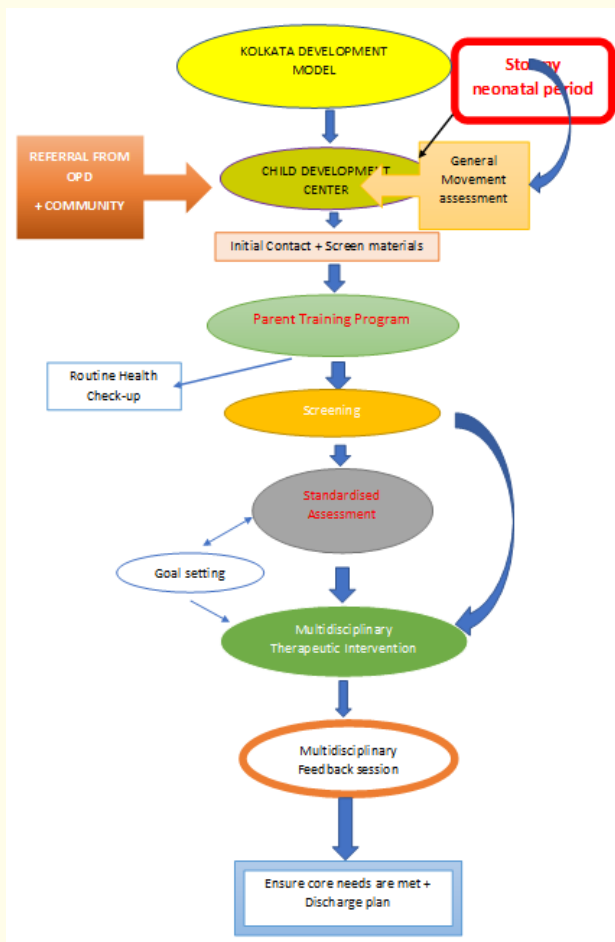 KOLKATA DEVELOPMENT
MODEL
Stormy
neonatal period
REFERRAL FROM
OPD
+ COMMUNITY
CHILD DEVELOPMENT
CENTER
General
Movement
assessment
Initial Contact + Screen materials
Parent Training Program
Routine Health
Check-up
Screening
Standardised
Assessment
Goal setting
Multidisciplinary
Therapeutic Intervention
Multidisciplinary
Feedback session
Ensure core needs are met +
Discharge plan